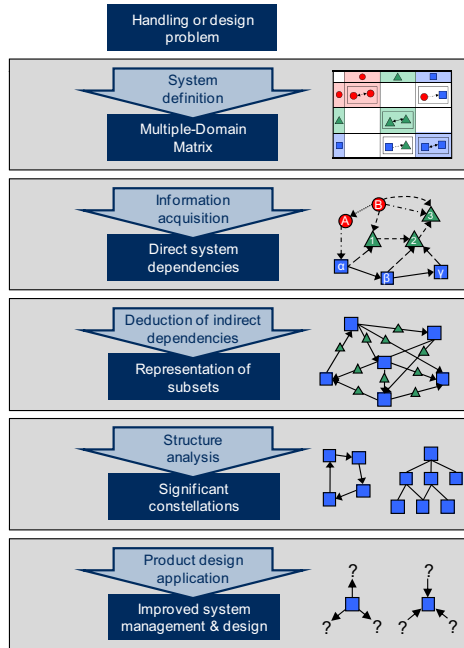 Handling or design
problem
System
definition
Multiple-Domain
Matrix
Information
acquisition
Direct system
dependencies
A
B
3
1
2
α
β
γ
Deduction of indirect
dependencies
Representation of
subsets
Structure
analysis
Significant
constellations
Product design
application
Improved system
management & design
?
?
?
?
?
?